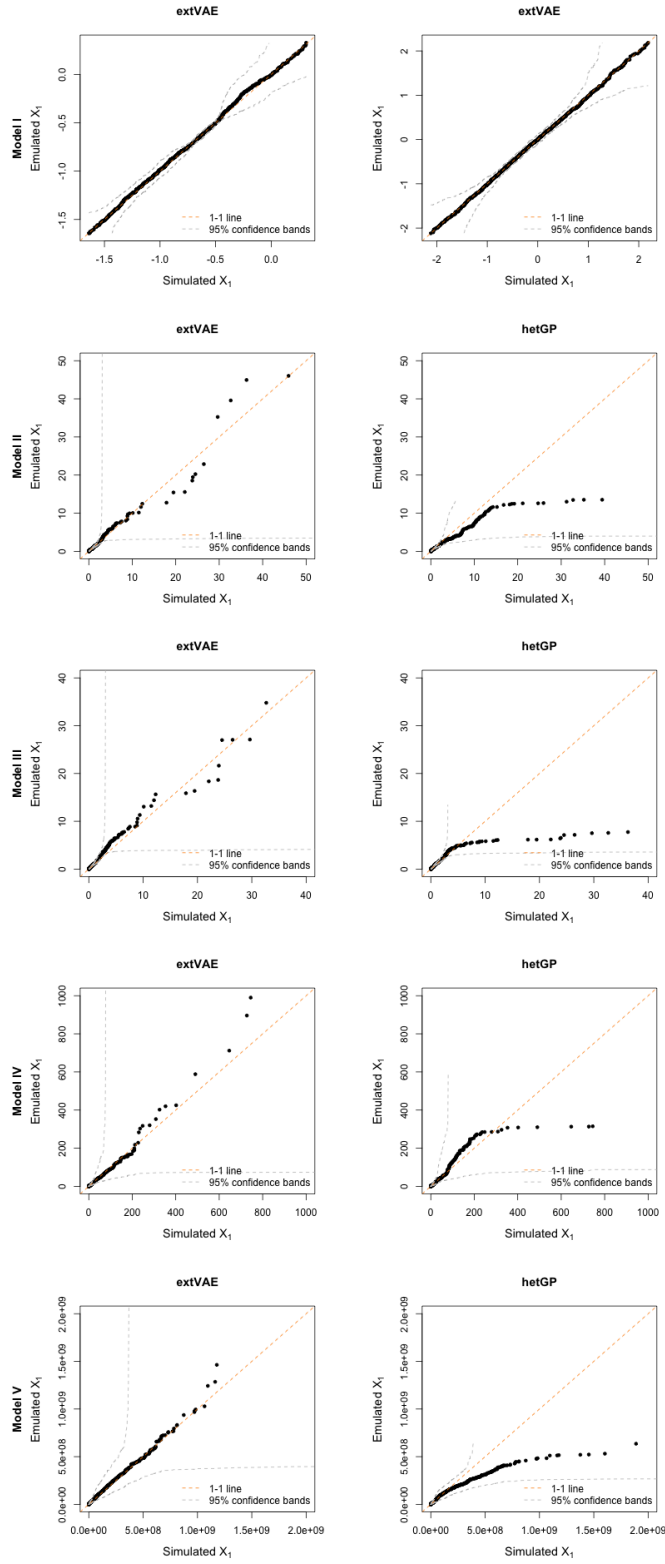 extVAE
Model I
Emulated X1
0.0
-0.5
-1.0
-1.5
1-1 line
95% confidence bands
-1.5 -1.0 -0.5 0.0
Simulated X1
extVAE
Emulated X1
2
1
0
-1
-2
1-1 line
95% confidence bands
-2 -1 0 1 2
Simulated X1
extVAE
Model II
Emulated X1
50
40
30
20
10
0
1-1 line
95% confidence bands
0 10 20 30 40 50
Simulated X1
hetGP
Emulated X1
50
40
30
20
10
0
1-1 line
95% confidence bands
0 10 20 30 40 50
Simulated X1
extVAE
Model III
Emulated X1
40
30
20
10
0
1-1 line
95% confidence bands
0 10 20 30 40
Simulated X1
hetGP
Emulated X1
40
30
20
10
0
1-1 line
95% confidence bands
0 10 20 30 40
Simulated X1
extVAE
Model IV
Emulated X1
1000
800
600
400
200
0
1-1 line
95% confidence bands
0 200 400 600 800 1000
Simulated X1
hetGP
Emulated X1
1000
800
600
400
200
0
1-1 line
95% confidence bands
0 200 400 600 800 1000
Simulated X1
extVAE
Model V
Emulated X1
2.0e+09
1.5e+09
1.0e+09
5.0e+08
0.0e+00
1-1 line
95% confidence bands
0.0e+00 5.0e+08 1.0e+09 1.5e+09 2.0e+09
Simulated X1
hetGP
Emulated X1
2.0e+09
1.5e+09
1.0e+09
5.0e+08
0.0e+00
1-1 line
95% confidence bands
0.0e+00 5.0e+08 1.0e+09 1.5e+09 2.0e+09
Simulated X1